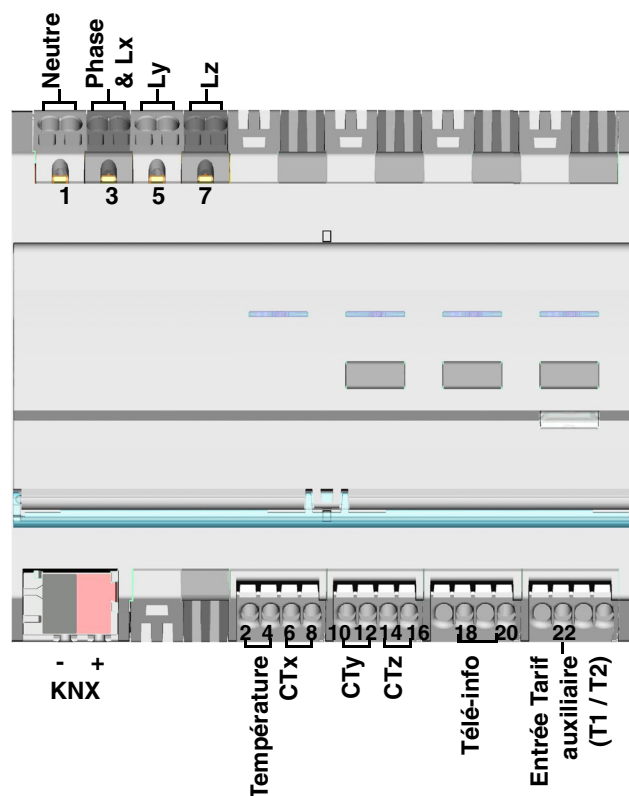 Neutre
Phase
& Lx
Ly
Lz
1 3 5 7
2 4 6 8 10 12 14 16 18 20 22
- +
KNX
Température
CTx
CTy
CTz
Télé-info
Entrée Tarif
auxiliaire
(T1 / T2)